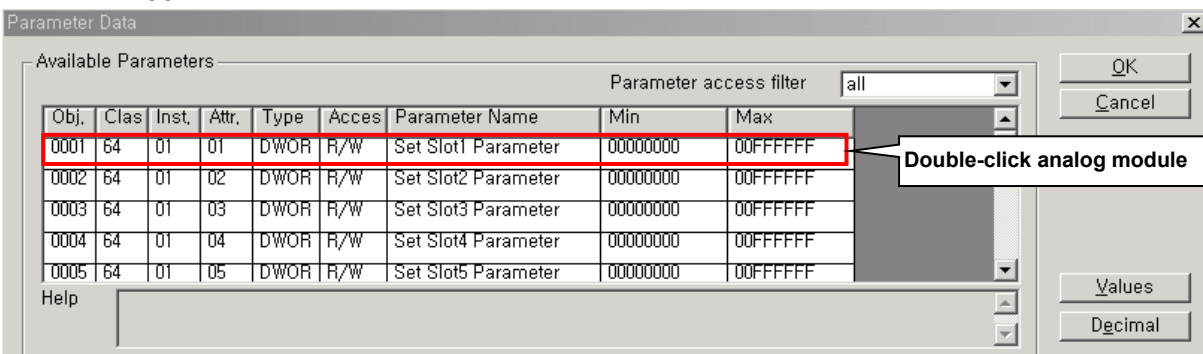 Parameter Data
Available Parameters
OK
Parameter access filter all
Cancel
Obj, Clas Inst, Attr, Type Acces Parameter Name Min Max
0001 64 01 01 DWOR R/W Set Slot1 Parameter 00000000 00FFFFFF
Double-click analog module
0002 64 01 02 DWOR R/W Set Slot2 Parameter 00000000 00FFFFFF
0003 64 01 03 DWOR R/W Set Slot3 Parameter 00000000 00FFFFFF
0004 64 01 04 DWOR R/W Set Slot4 Parameter 00000000 00FFFFFF
0005 64 01 05 DWOR R/W Set Slot5 Parameter 00000000 00FFFFFF
Help
Values
Decimal